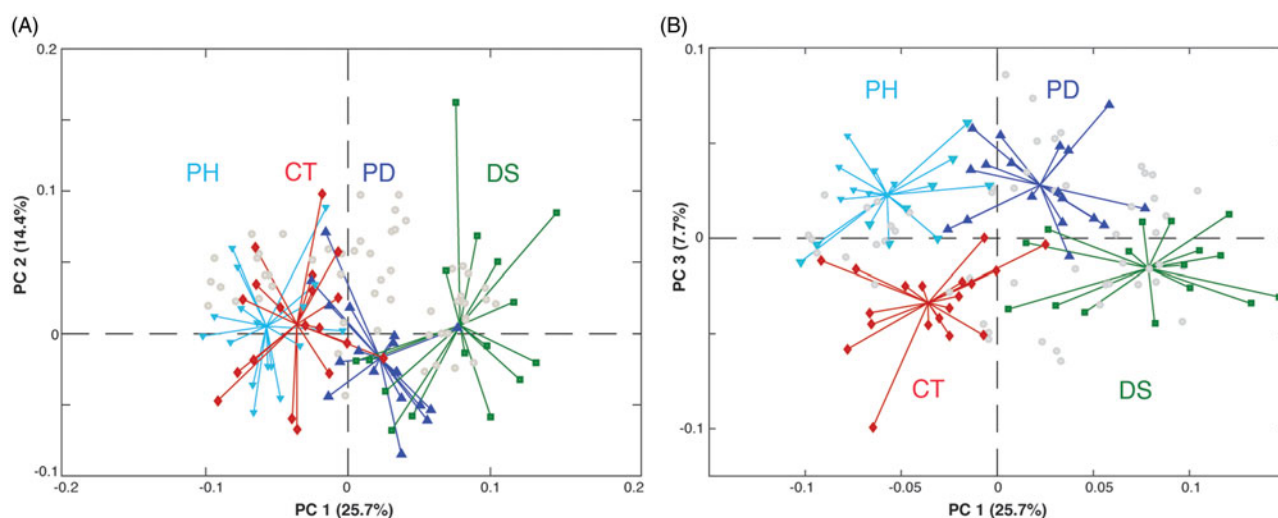 (A)
0.2
PH
CT
PD
DS
0.1
PC 2 (14.4%)
0
-0.1
-0.2
-0.1
0
0.1
0.2
PC 1 (25.7%)
(B)
0.1
PH
PD
PC 3 (7.7%)
0
CT
DS
-0.1
-0.1
-0.05
0
0.05
0.1
PC 1 (25.7%)